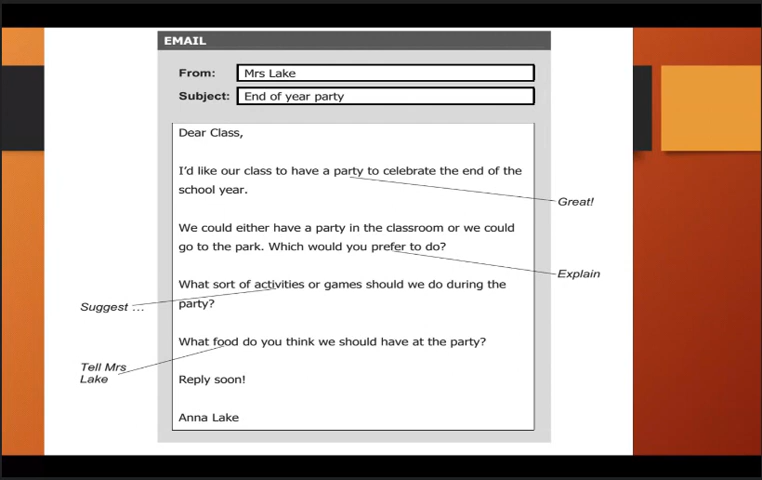 EMAIL
From: Mrs Lake
Subject: End of year party
Dear Class,
I'd like our class to have a party to celebrate the end of the
school year.
Great!
We could either have a party in the classroom or we could
go to the park. Which would you prefer to do?
Explain
What sort of activities or games should we do during the
party?
Suggest ...
What food do you think we should have at the party?
Tell Mrs
Lake
Reply soon!
Anna Lake